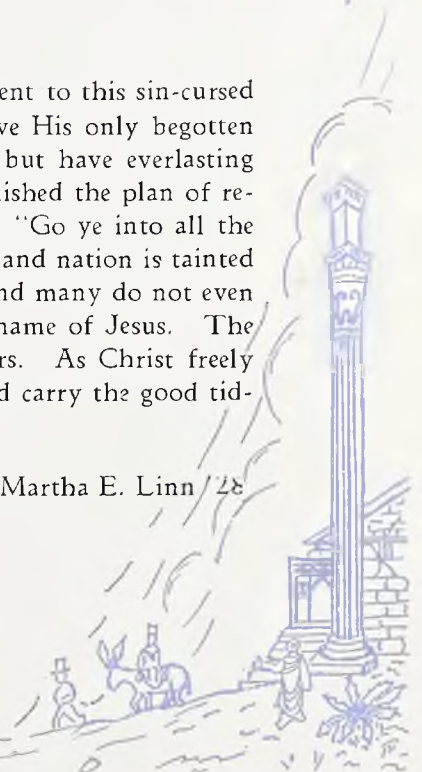 ent to this sin-cursed
ve His only begotten
but have everlasting
ished the plan of re-
"Go ye into all the
and nation is tainted
nd many do not even
name of Jesus. The
rs. As Christ freely
d carry the good tid-
Martha E. Linn